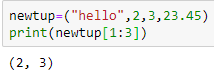 newtup=("hello",2,3,23.45)
print(newtup[1:3])
(2, 3)